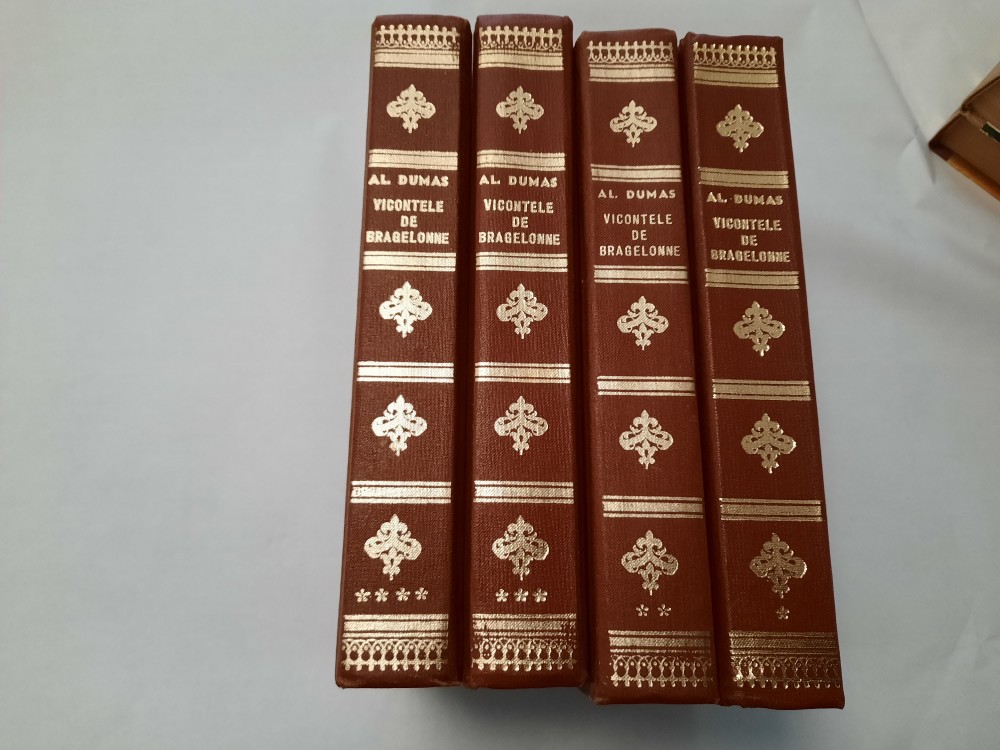 AL. DUMAS
VICONTELE
DE
BRAGELONNE
****
AL. DUMAS
VICONTELE
DE
BRAGELONNE
***
AL. DUMAS
VICONTELE
DE
BRAGELONNE
**
AL. DUMAS
VICONTELE
DE
BRAGELONNE
*